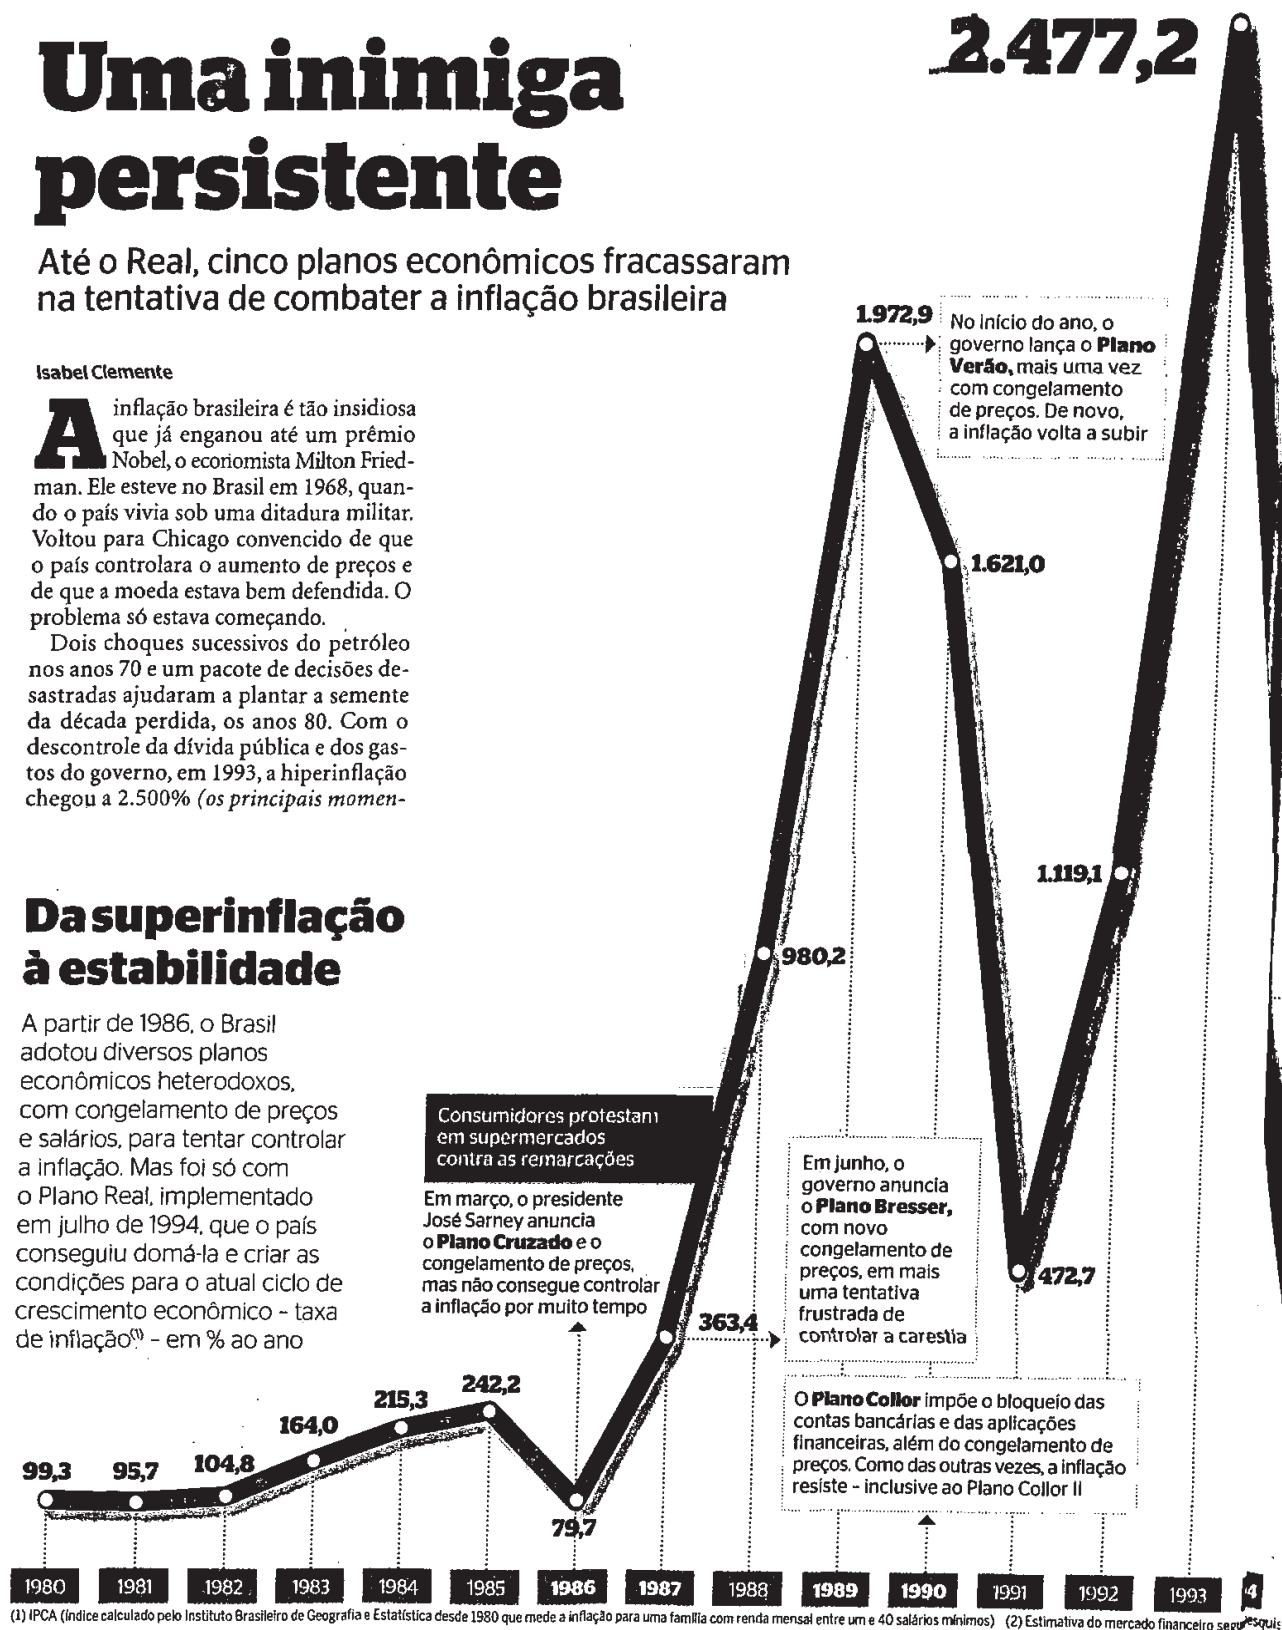 Uma inimiga
persistente
Até o Real, cinco planos econômicos fracassaram
na tentativa de combater a inflação brasileira
Isabel Clemente
A inflação brasileira é tão insidiosa
que já enganou até um prêmio
Nobel, o economista Milton Fried-
man. Ele esteve no Brasil em 1968, quan-
do o país vivia sob uma ditadura militar.
Voltou para Chicago convencido de que
o país controlara o aumento de preços e
de que a moeda estava bem defendida. O
problema só estava começando.
Dois choques sucessivos do petróleo
nos anos 70 e um pacote de decisões de-
sastradas ajudaram a plantar a semente
da década perdida, os anos 80. Com o
descontrole da dívida pública e dos gas-
tos do governo, em 1993, a hiperinflação
chegou a 2.500% (os principais momen-
Da superinflação
à estabilidade
A partir de 1986, o Brasil
adotou diversos planos
econômicos heterodoxos,
com congelamento de preços
e salários, para tentar controlar
a inflação. Mas foi só com
o Plano Real, implementado
em julho de 1994, que o país
conseguiu domá-la e criar as
condições para o atual ciclo de
crescimento econômico - taxa
de inflação(1) - em % ao ano
99,3
95,7
104,8
164,0
215,3
242,2
79,7
363,4
980,2
1.972,9
1.621,0
472,7
1.119,1
2.477,2
Consumidores protestam
em supermercados
contra as remarcações
Em março, o presidente
José Sarney anuncia
o Plano Cruzado e o
congelamento de preços,
mas não consegue controlar
a inflação por muito tempo
Em junho, o
governo anuncia
o Plano Bresser,
com novo
congelamento de
preços, em mais
uma tentativa
frustrada de
controlar a carestia
No início do ano, o
governo lança o Plano
Verão, mais uma vez
com congelamento
de preços. De novo,
a inflação volta a subir
O Plano Collor impõe o bloqueio das
contas bancárias e das aplicações
financeiras, além do congelamento de
preços. Como das outras vezes, a inflação
resiste - inclusive ao Plano Collor II
1980 1981 1982 1983 1984 1985 1986 1987 1988 1989 1990 1991 1992 1993 4
(1) IPCA (índice calculado pelo Instituto Brasileiro de Geografia e Estatística desde 1980 que mede a inflação para uma família com renda mensal entre um e 40 salários mínimos) (2) Estimativa do mercado financeiro